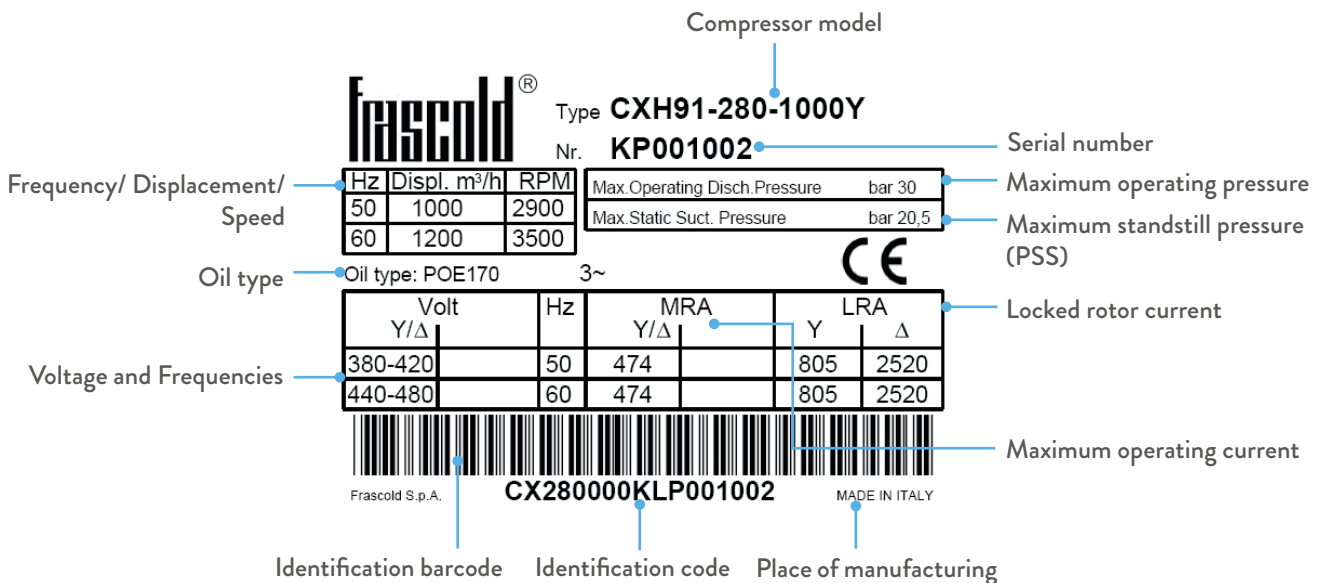 Compressor model
frascold®
Type CXH91-280-1000Y
Nr. KP001002
Serial number
Frequency/ Displacement/
Speed
Hz Displ. m³/h RPM
50 1000 2900
60 1200 3500
Max.Operating Disch.Pressure bar 30
Max.Static Suct. Pressure bar 20,5
Maximum operating pressure
Maximum standstill pressure
(PSS)
CE
Oil type
Oil type: POE170 3~
Volt Hz MRA LRA
Y/Δ Y/Δ Y Δ
380-420 50 474 805 2520
440-480 60 474 805 2520
Locked rotor current
Voltage and Frequencies
Maximum operating current
Frascold S.p.A. CX280000KLP001002 MADE IN ITALY
Identification barcode Identification code Place of manufacturing